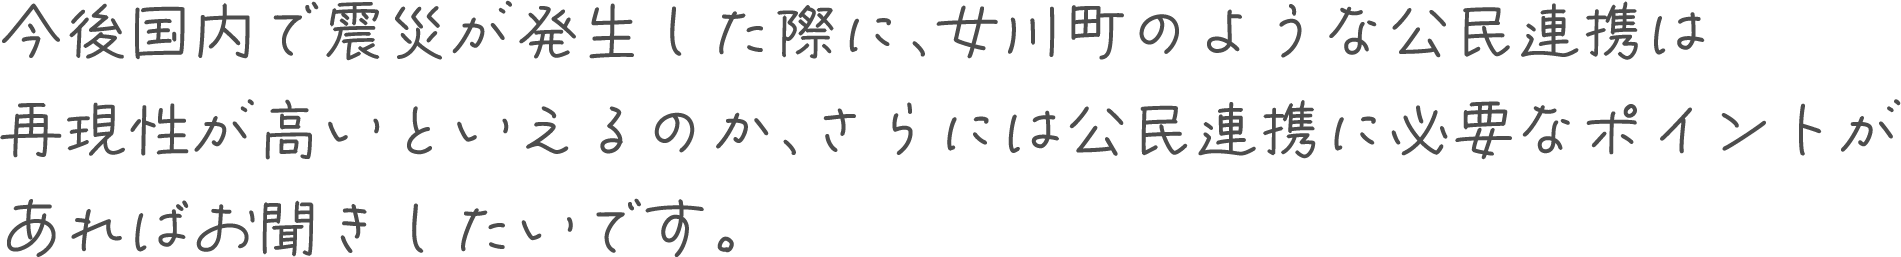 今後国内で震災が発生した際に、女川町のような公民連携は
再現性が高いといえるのか、さらには公民連携に必要なポイントが
あればお聞きしたいです。